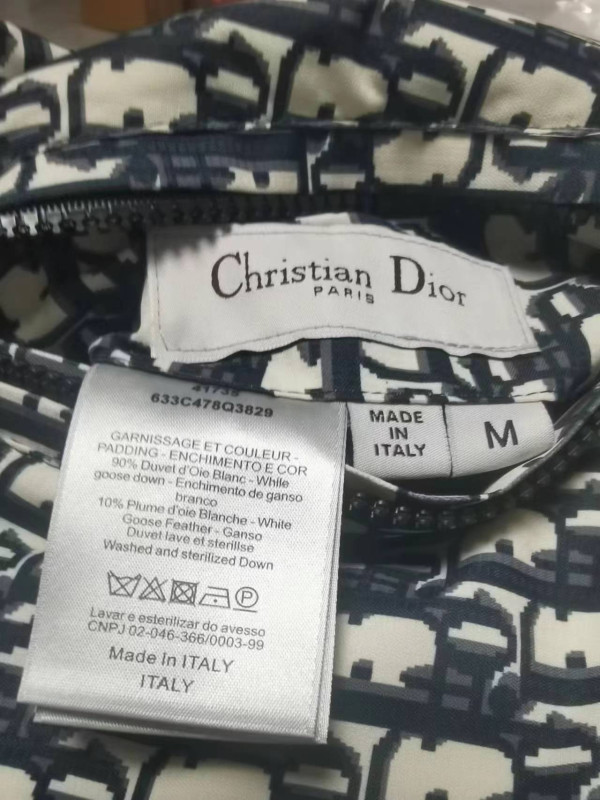 Christian Dior
PARIS
MADE
IN
ITALY
M
633C478Q3829
GARNISSAGE ET COULEUR -
PADDING - ENCHIMENTO E COR
90% Duvet d'Oie Blanc - While
goose down - Enchimento de ganso
branco
10% Plume d'oie Blanche - White
Goose Feather - Ganso
Duvet lave et sterilise
Washed and sterilized Down
P
Lavar e esterilizar do avesso
CNPJ 02-046-366/0003-99
Made In ITALY
ITALY